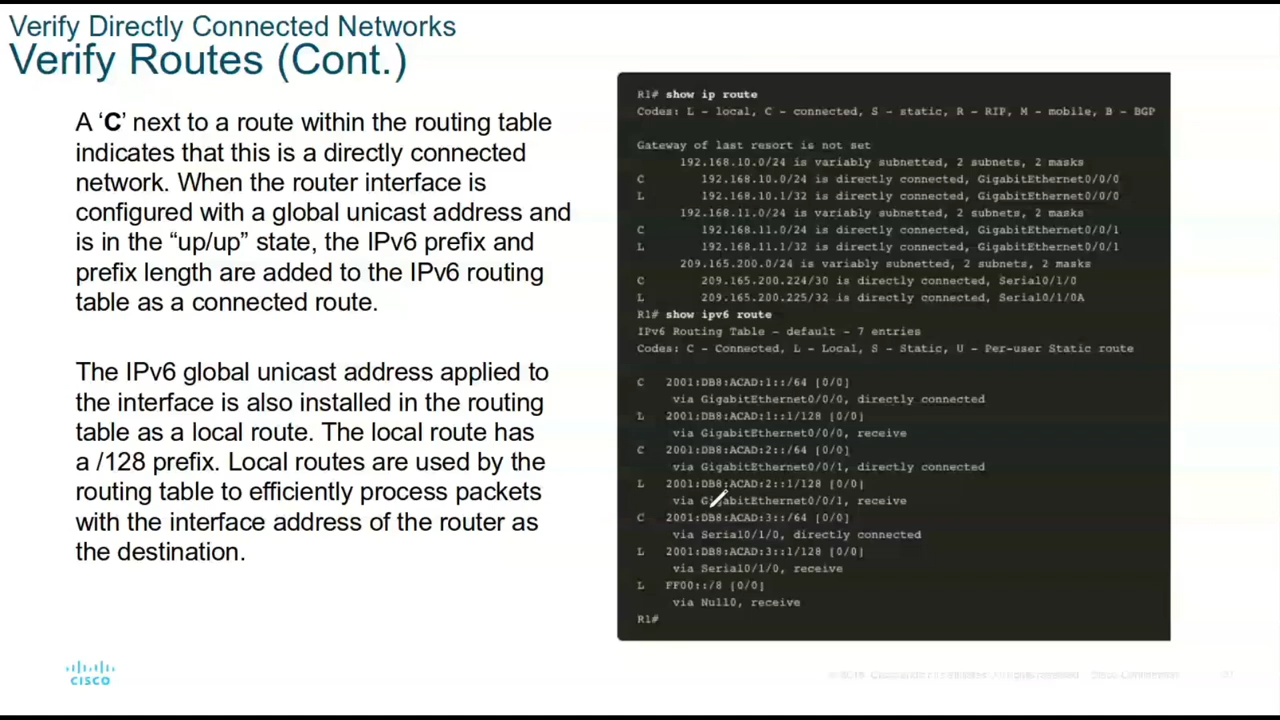 Verify Directly Connected Networks
Verify Routes (Cont.)
A ‘C’ next to a route within the routing table
indicates that this is a directly connected
network. When the router interface is
configured with a global unicast address and
is in the “up/up” state, the IPv6 prefix and
prefix length are added to the IPv6 routing
table as a connected route.
The IPv6 global unicast address applied to
the interface is also installed in the routing
table as a local route. The local route has
a /128 prefix. Local routes are used by the
routing table to efficiently process packets
with the interface address of the router as
the destination.
R1# show ip route
Codes: L - local, C - connected, S - static, R - RIP, M - mobile, B - BGP
Gateway of last resort is not set
192.168.10.0/24 is variably subnetted, 2 subnets, 2 masks
C 192.168.10.0/24 is directly connected, GigabitEthernet0/0/0
L 192.168.10.1/32 is directly connected, GigabitEthernet0/0/0
192.168.11.0/24 is variably subnetted, 2 subnets, 2 masks
C 192.168.11.0/24 is directly connected, GigabitEthernet0/0/1
L 192.168.11.1/32 is directly connected, GigabitEthernet0/0/1
209.165.200.0/24 is variably subnetted, 2 subnets, 2 masks
C 209.165.200.224/30 is directly connected, Serial0/1/0
L 209.165.200.225/32 is directly connected, Serial0/1/0A
R1# show ipv6 route
IPv6 Routing Table - default - 7 entries
Codes: C - Connected, L - Local, S - Static, U - Per-user Static route
C 2001:DB8:ACAD:1::/64 [0/0]
via GigabitEthernet0/0/0, directly connected
L 2001:DB8:ACAD:1::1/128 [0/0]
via GigabitEthernet0/0/0, receive
C 2001:DB8:ACAD:2::/64 [0/0]
via GigabitEthernet0/0/1, directly connected
L 2001:DB8:ACAD:2::1/128 [0/0]
via GigabitEthernet0/0/1, receive
C 2001:DB8:ACAD:3::/64 [0/0]
via Serial0/1/0, directly connected
L 2001:DB8:ACAD:3::1/128 [0/0]
via Serial0/1/0, receive
L FF00::/8 [0/0]
via Null0, receive
R1#
CISCO